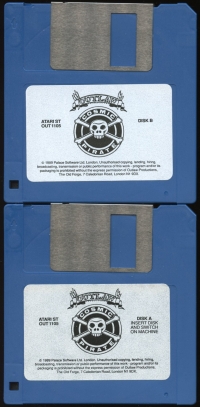 OUTLAW
COSMIC
PIRATE
ATARI ST
OUT 1103
DISK B
© 1989 Palace Software Ltd. London. Unauthorised copying, lending, hiring,
broadcasting, transmission or public performance of this work, program and/or its
packaging is prohibited without the express permission of Outlaw Productions,
The Old Forge, 7 Caledonian Road, London N1 9DX.
OUTLAW
COSMIC
PIRATE
ATARI ST
OUT 1103
DISK A
INSERT DISK
AND SWITCH
ON MACHINE
© 1989 Palace Software Ltd. London. Unauthorised copying, lending, hiring,
broadcasting, transmission or public performance of this work, program and/or its
packaging is prohibited without the express permission of Outlaw Productions,
The Old Forge, 7 Caledonian Road, London N1 9DX.